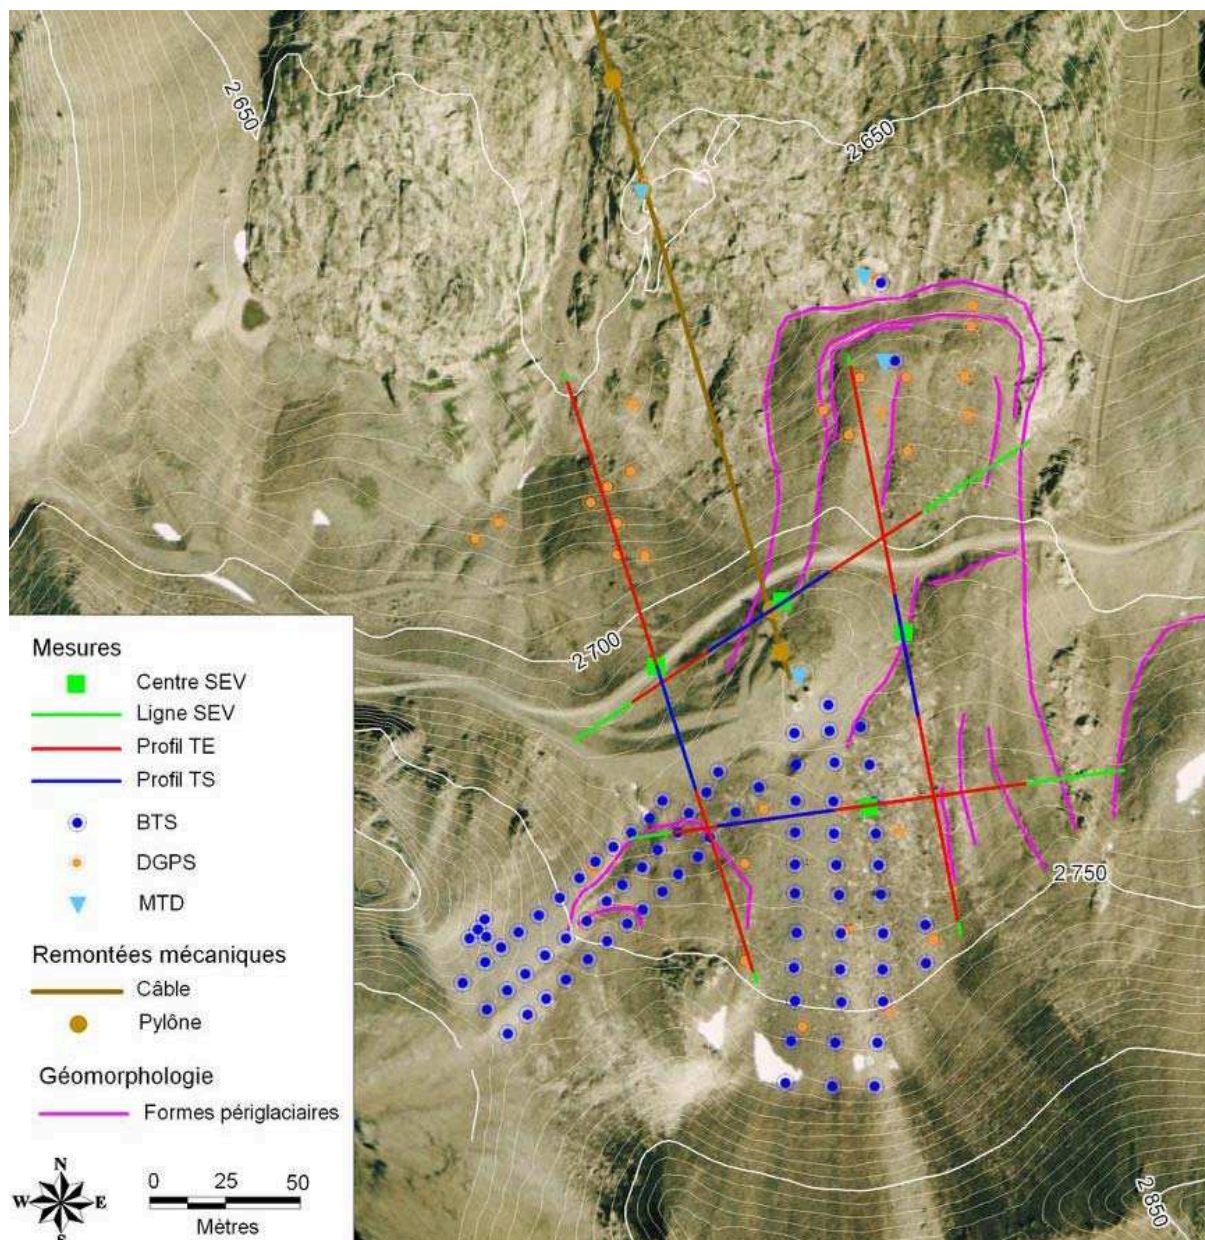 2 650
2 650
2 700
2 750
2 850
Mesures
Centre SEV
Ligne SEV
Profil TE
Profil TS
BTS
DGPS
MTD
Remontées mécaniques
Câble
Pylône
Géomorphologie
Formes périglaciaires
N
W E
S
0 25 50
Mètres